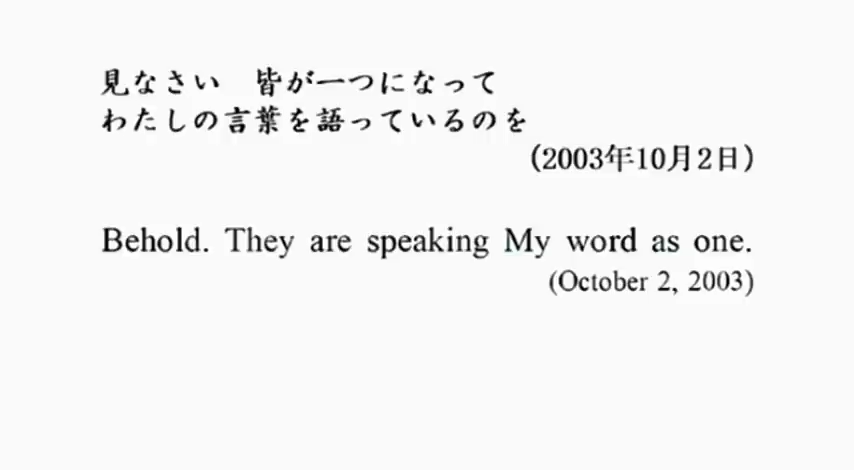 見なさい　皆が一つになって
わたしの言葉を語っているのを
（2003年10月2日）
Behold. They are speaking My word as one.
(October 2, 2003)